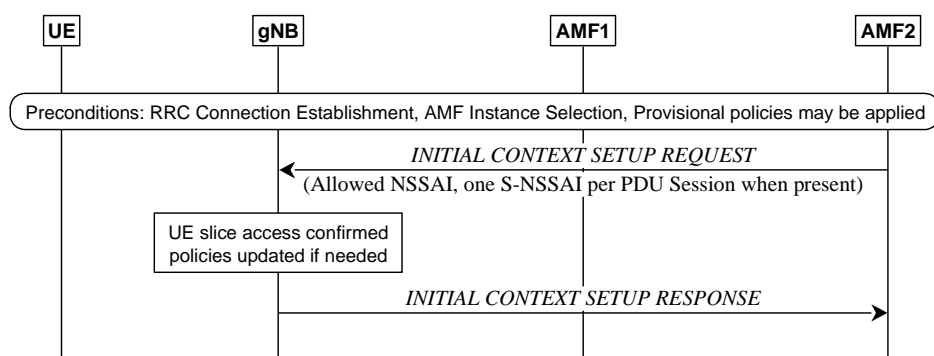 UE gNB AMF1 AMF2
Preconditions: RRC Connection Establishment, AMF Instance Selection, Provisional policies may be applied
INITIAL CONTEXT SETUP REQUEST
(Allowed NSSAI, one S-NSSAI per PDU Session when present)
UE slice access confirmed
policies updated if needed
INITIAL CONTEXT SETUP RESPONSE